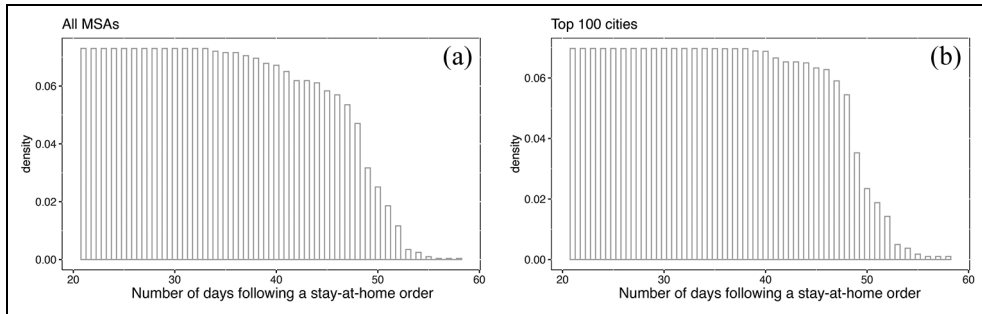 All MSAs
(a)
density
0.06
0.04
0.02
0.00
20 30 40 50 60
Number of days following a stay-at-home order
Top 100 cities
(b)
density
0.06
0.04
0.02
0.00
20 30 40 50 60
Number of days following a stay-at-home order